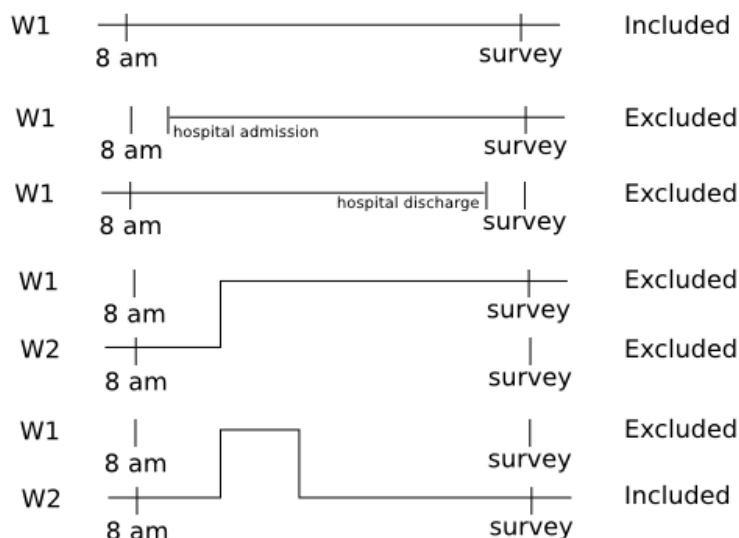 W1 Included
8 am survey
W1 Excluded
hospital admission
8 am survey
W1 Excluded
hospital discharge
8 am survey
W1 Excluded
8 am survey
W2 Excluded
8 am survey
W1 Excluded
8 am survey
W2 Included
8 am survey